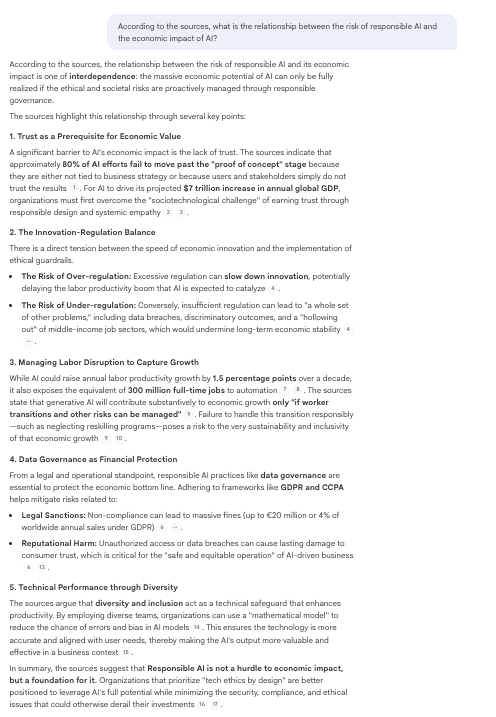 According to the sources, what is the relationship between the risk of responsible AI and
the economic impact of AI?
According to the sources, the relationship between the risk of responsible AI and its economic
impact is one of interdependence: the massive economic potential of AI can only be fully
realized if the ethical and societal risks are proactively managed through responsible
governance.
The sources highlight this relationship through several key points:
1. Trust as a Prerequisite for Economic Value
A significant barrier to AI's economic impact is the lack of trust. The sources indicate that
approximately 80% of AI efforts fail to move past the "proof of concept" stage because
they are either not tied to business strategy or because users and stakeholders simply do not
trust the results 1 . For AI to drive its projected $7 trillion increase in annual global GDP,
organizations must first overcome the "sociotechnological challenge" of earning trust through
responsible design and systemic empathy 2 3 .
2. The Innovation-Regulation Balance
There is a direct tension between the speed of economic innovation and the implementation of
ethical guardrails.
• The Risk of Over-regulation: Excessive regulation can slow down innovation, potentially
delaying the labor productivity boom that AI is expected to catalyze 4 .
• The Risk of Under-regulation: Conversely, insufficient regulation can lead to "a whole set
of other problems," including data breaches, discriminatory outcomes, and a "hollowing
out" of middle-income job sectors, which would undermine long-term economic stability 4
... .
3. Managing Labor Disruption to Capture Growth
While AI could raise annual labor productivity growth by 1.5 percentage points over a decade,
it also exposes the equivalent of 300 million full-time jobs to automation 7 8 . The sources
state that generative AI will contribute substantively to economic growth only "if worker
transitions and other risks can be managed" 9 . Failure to handle this transition responsibly
—such as neglecting reskilling programs—poses a risk to the very sustainability and inclusivity
of that economic growth 9 10 .
4. Data Governance as Financial Protection
From a legal and operational standpoint, responsible AI practices like data governance are
essential to protect the economic bottom line. Adhering to frameworks like GDPR and CCPA
helps mitigate risks related to:
• Legal Sanctions: Non-compliance can lead to massive fines (up to €20 million or 4% of
worldwide annual sales under GDPR) 6 ... .
• Reputational Harm: Unauthorized access or data breaches can cause lasting damage to
consumer trust, which is critical for the "safe and equitable operation" of AI-driven business
6 13 .
5. Technical Performance through Diversity
The sources argue that diversity and inclusion act as a technical safeguard that enhances
productivity. By employing diverse teams, organizations can use a "mathematical model" to
reduce the chance of errors and bias in AI models 14 . This ensures the technology is more
accurate and aligned with user needs, thereby making the AI's output more valuable and
effective in a business context 15 .
In summary, the sources suggest that Responsible AI is not a hurdle to economic impact,
but a foundation for it. Organizations that prioritize "tech ethics by design" are better
positioned to leverage AI's full potential while minimizing the security, compliance, and ethical
issues that could otherwise derail their investments 16 17 .